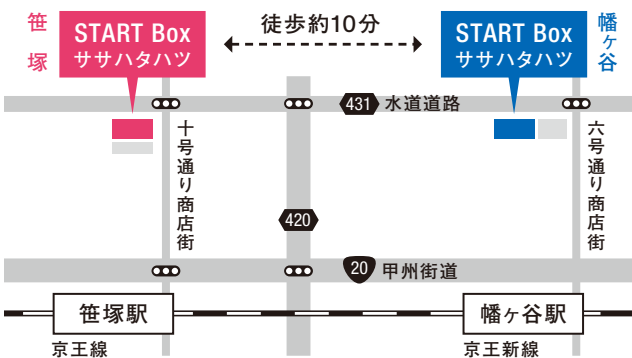 笹塚
START Box
ササハタハツ
徒歩約10分
START Box
ササハタハツ
幡ヶ谷
431 水道道路
十号通り商店街
六号通り商店街
420
20 甲州街道
笹塚駅
幡ヶ谷駅
京王線
京王新線